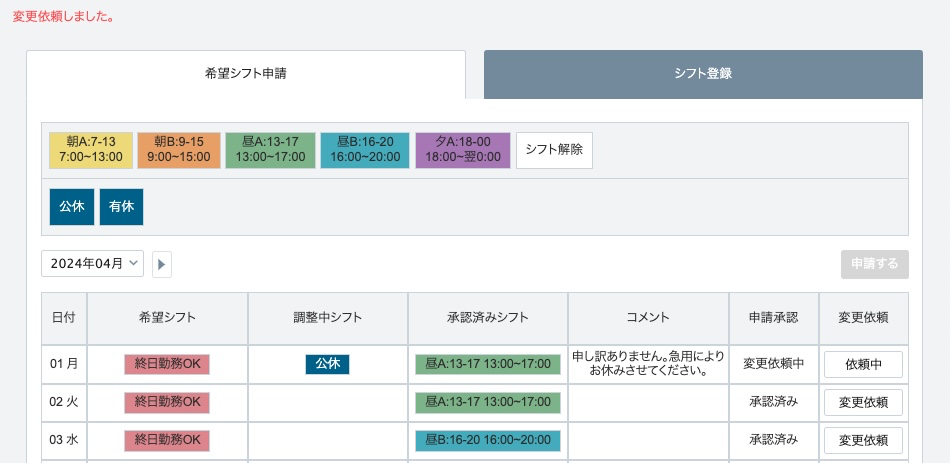 変更依頼しました。
希望シフト申請
シフト登録
朝A:7-13
7:00~13:00
朝B:9-15
9:00~15:00
昼A:13-17
13:00~17:00
昼B:16-20
16:00~20:00
夕A:18-00
18:00~翌0:00
シフト解除
公休
有休
2024年04月
申請する
日付 希望シフト 調整中シフト 承認済みシフト コメント 申請承認 変更依頼
01 月 終日勤務OK 公休 昼A:13-17 13:00~17:00 申し訳ありません。急用により
お休みさせてください。 変更依頼中 依頼中
02 火 終日勤務OK 昼A:13-17 13:00~17:00 承認済み 変更依頼
03 水 終日勤務OK 昼B:16-20 16:00~20:00 承認済み 変更依頼